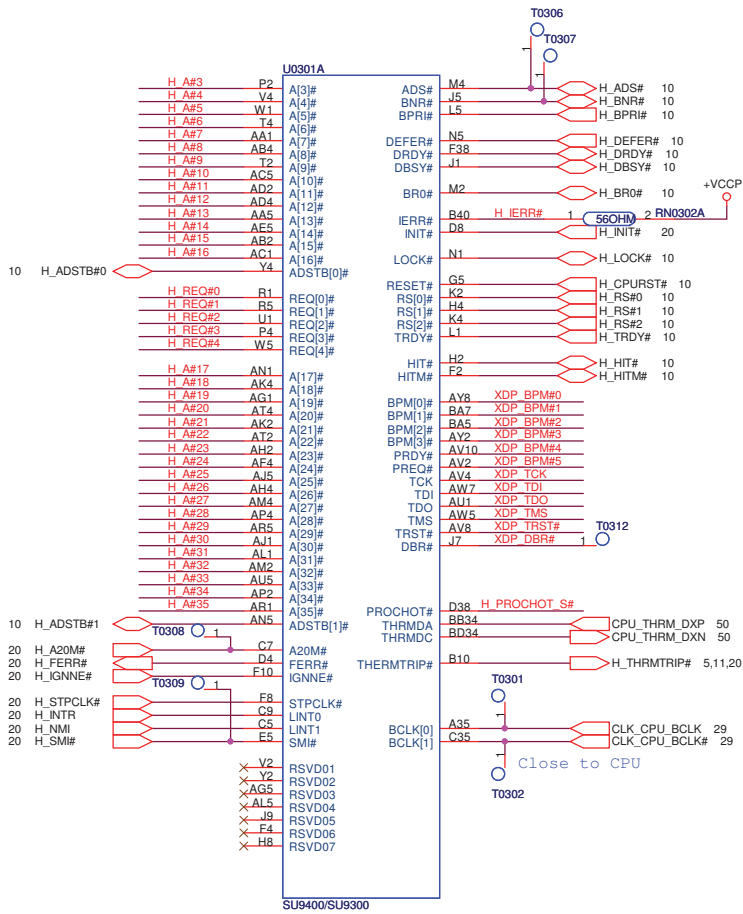 T0306
T0307
1
1
U0301A
H_A#3 P2 A[3]# ADS# M4 H_ADS# 10
H_A#4 V4 A[4]# BNR# J5 H_BNR# 10
H_A#5 W1 A[5]# BPRI# L5 H_BPRI# 10
H_A#6 T4 A[6]#
H_A#7 AA1 A[7]# DEFER# N5 H_DEFER# 10
H_A#8 AB4 A[8]# DRDY# F38 H_DRDY# 10
H_A#9 T2 A[9]# DBSY# J1 H_DBSY# 10
H_A#10 AC5 A[10]#
H_A#11 AD2 A[11]# BR0# M2 H_BR0# 10
+VCCP
H_A#12 AD4 A[12]#
H_A#13 AA5 A[13]# IERR# B40 H_IERR# 1 56OHM 2 RN0302A
H_A#14 AE5 A[14]# INIT# D8 H_INIT# 20
H_A#15 AB2 A[15]#
H_A#16 AC1 A[16]# LOCK# N1 H_LOCK# 10
10 H_ADSTB#0 Y4 ADSTB[0]#
RESET# G5 H_CPURST# 10
H_REQ#0 R1 REQ[0]# RS[0]# K2 H_RS#0 10
H_REQ#1 R5 REQ[1]# RS[1]# H4 H_RS#1 10
H_REQ#2 U1 REQ[2]# RS[2]# K4 H_RS#2 10
H_REQ#3 P4 REQ[3]# TRDY# L1 H_TRDY# 10
H_REQ#4 W5 REQ[4]#
HIT# H2 H_HIT# 10
H_A#17 AN1 A[17]# HITM# F2 H_HITM# 10
H_A#18 AK4 A[18]#
H_A#19 AG1 A[19]# BPM[0]# AY8 XDP_BPM#0
H_A#20 AT4 A[20]# BPM[1]# BA7 XDP_BPM#1
H_A#21 AK2 A[21]# BPM[2]# BA5 XDP_BPM#2
H_A#22 AT2 A[22]# BPM[3]# AY2 XDP_BPM#3
H_A#23 AH2 A[23]# PRDY# AV10 XDP_BPM#4
H_A#24 AF4 A[24]# PREQ# AV2 XDP_BPM#5
H_A#25 AJ5 A[25]# TCK AV4 XDP_TCK
H_A#26 AH4 A[26]# TDI AW7 XDP_TDI
H_A#27 AM4 A[27]# TDO AU1 XDP_TDO
H_A#28 AP4 A[28]# TMS AW5 XDP_TMS
H_A#29 AR5 A[29]# TRST# AV8 XDP_TRST# T0312
H_A#30 AJ1 A[30]# DBR# J7 XDP_DBR# 1
H_A#31 AL1 A[31]#
H_A#32 AM2 A[32]#
H_A#33 AU5 A[33]#
H_A#34 AP2 A[34]#
H_A#35 AR1 A[35]# PROCHOT# D38 H_PROCHOT_S#
10 H_ADSTB#1 AN5 ADSTB[1]# THRMDA BB34 CPU_THRM_DXP 50
T0308 1 THRMDC BD34 CPU_THRM_DXN 50
20 H_A20M# C7 A20M#
20 H_FERR# D4 FERR# THERMTRIP# B10 H_THRMTRIP# 5,11,20
20 H_IGNNE# F10 IGNNE#
T0309 1 T0301
20 H_STPCLK# F8 STPCLK# 1
20 H_INTR C9 LINT0
20 H_NMI C5 LINT1 BCLK[0] A35 CLK_CPU_BCLK 29
20 H_SMI# E5 SMI# BCLK[1] C35 CLK_CPU_BCLK# 29
1 Close to CPU
V2 RSVD01
Y2 RSVD02
T0302
AG5 RSVD03
AL5 RSVD04
J9 RSVD05
F4 RSVD06
H8 RSVD07
SU9400/SU9300